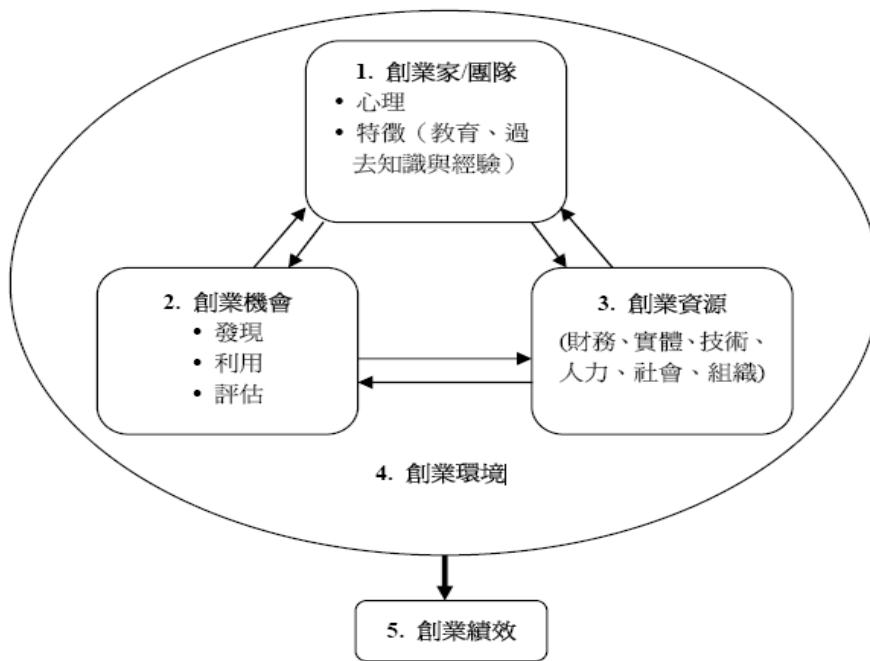 1. 創業家/團隊
• 心理
• 特徵（教育、過
去知識與經驗）
2. 創業機會
• 發現
• 利用
• 評估
3. 創業資源
(財務、實體、技術、
人力、社會、組織)
4. 創業環境
5. 創業績效